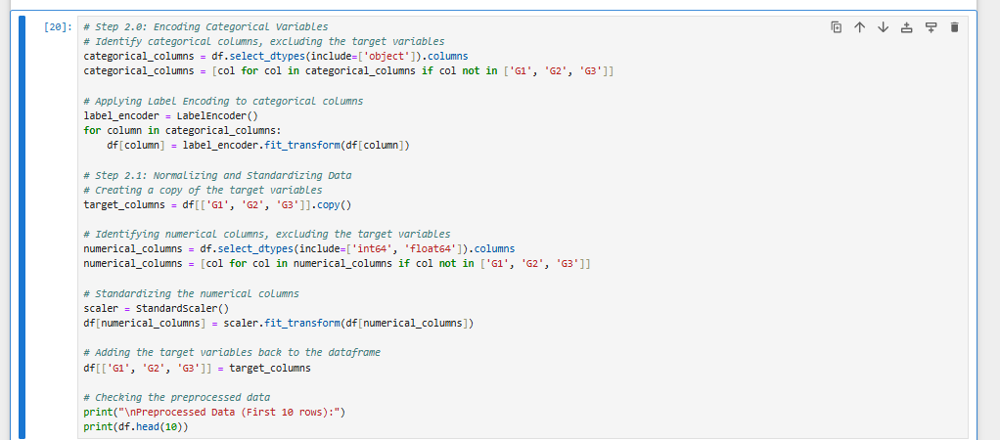 [20]: # Step 2.0: Encoding Categorical Variables
# Identify categorical columns, excluding the target variables
categorical_columns = df.select_dtypes(include=['object']).columns
categorical_columns = [col for col in categorical_columns if col not in ['G1', 'G2', 'G3']]
# Applying Label Encoding to categorical columns
label_encoder = LabelEncoder()
for column in categorical_columns:
    df[column] = label_encoder.fit_transform(df[column])
# Step 2.1: Normalizing and Standardizing Data
# Creating a copy of the target variables
target_columns = df[['G1', 'G2', 'G3']].copy()
# Identifying numerical columns, excluding the target variables
numerical_columns = df.select_dtypes(include=['int64', 'float64']).columns
numerical_columns = [col for col in numerical_columns if col not in ['G1', 'G2', 'G3']]
# Standardizing the numerical columns
scaler = StandardScaler()
df[numerical_columns] = scaler.fit_transform(df[numerical_columns])
# Adding the target variables back to the dataframe
df[['G1', 'G2', 'G3']] = target_columns
# Checking the preprocessed data
print("\nPreprocessed Data (First 10 rows):")
print(df.head(10))